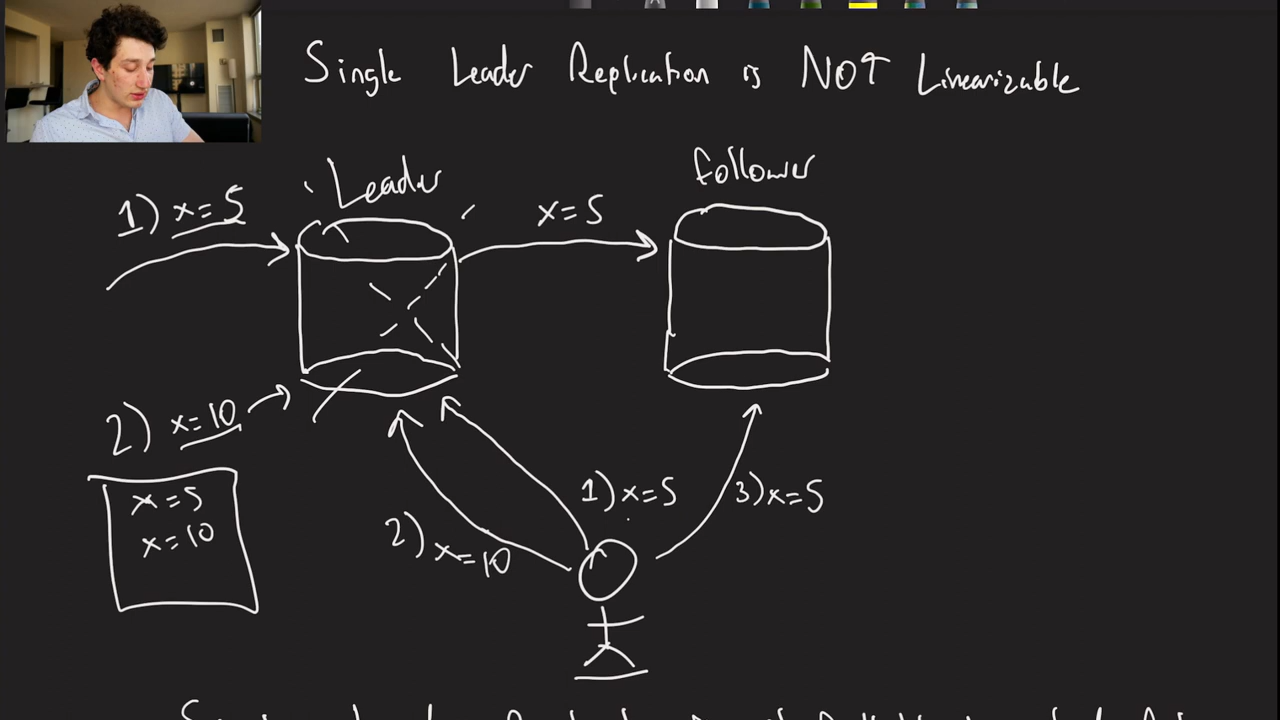 Single Leader Replication is NOT Linearizable
Leader
follower
1) x=5
x=5
2) x=10
x=5
x=10
1) x=5
3) x=5
2) x=10